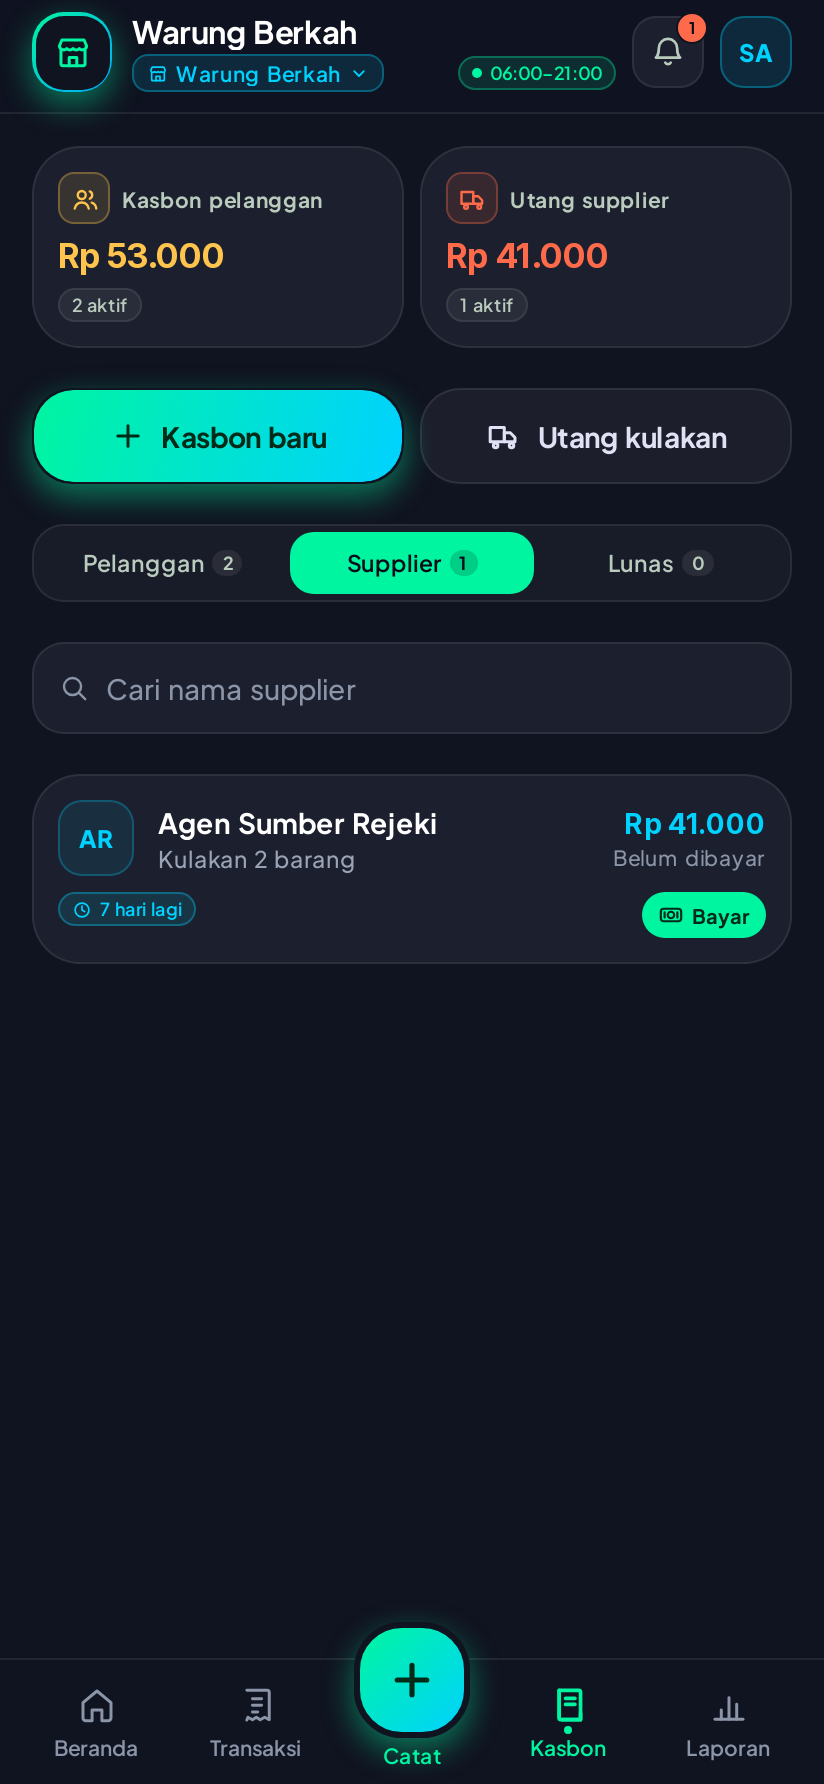 Warung Berkah
Warung Berkah
06:00–21:00
1
SA
Kasbon pelanggan
Rp 53.000
2 aktif
Utang supplier
Rp 41.000
1 aktif
Kasbon baru
Utang kulakan
Pelanggan 2
Supplier 1
Lunas 0
Cari nama supplier
AR
Agen Sumber Rejeki
Kulakan 2 barang
Rp 41.000
Belum dibayar
7 hari lagi
Bayar
Beranda
Transaksi
Catat
Kasbon
Laporan